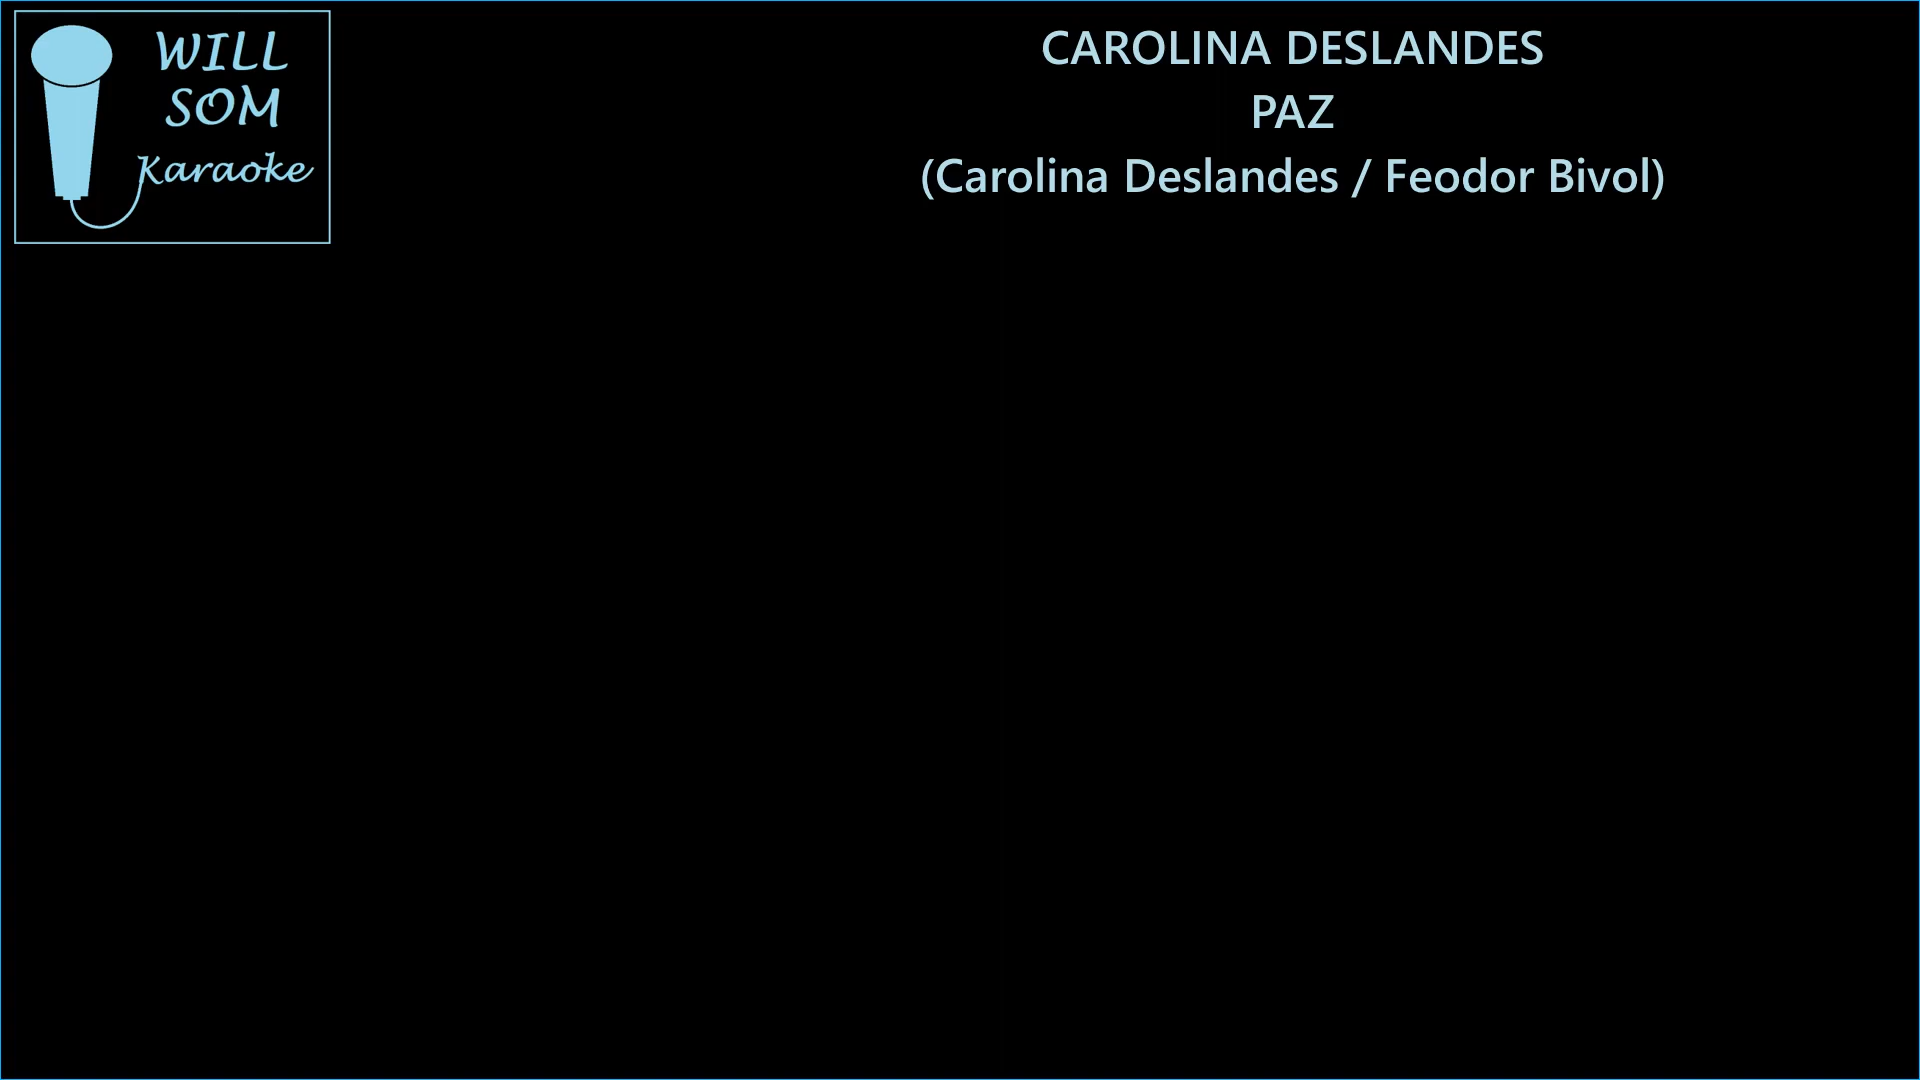 WILL
SOM
Karaoke
CAROLINA DESLANDES
PAZ
(Carolina Deslandes / Feodor Bivol)